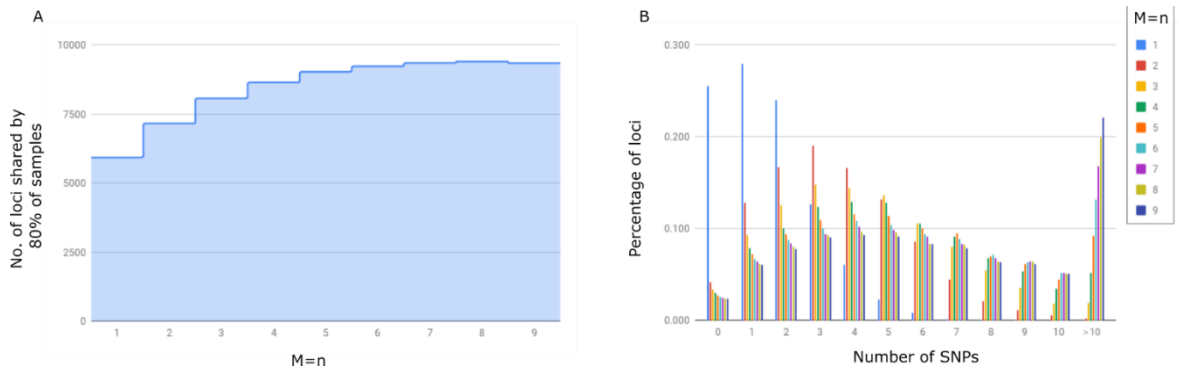 A
10000
7500
5000
2500
0
No. of loci shared by
80% of samples
1 2 3 4 5 6 7 8 9
M=n
B
0.300
0.200
0.100
0.000
Percentage of loci
0 1 2 3 4 5 6 7 8 9 10 >10
Number of SNPs
M=n
1
2
3
4
5
6
7
8
9